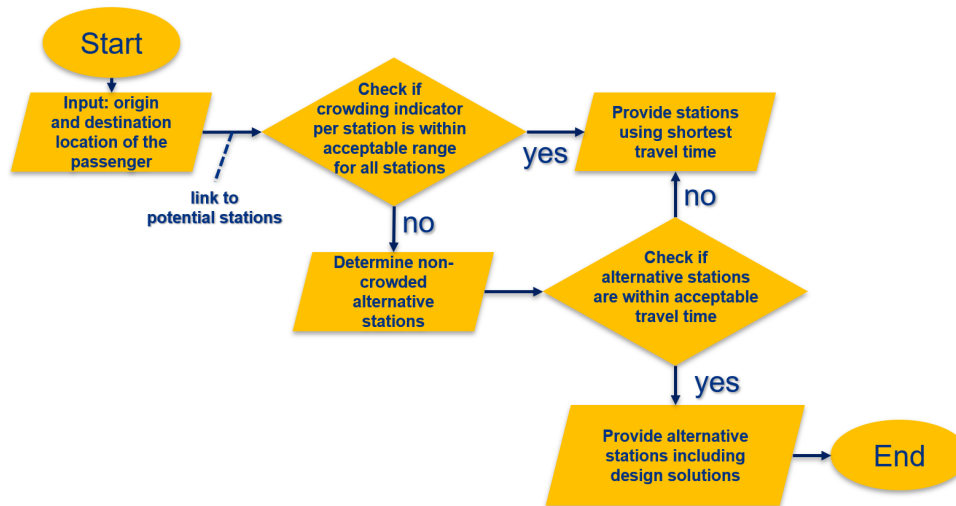 Start
Input: origin
and destination
location of the
passenger
link to
potential stations
Check if
crowding indicator
per station is within
acceptable range
for all stations
yes
Provide stations
using shortest
travel time
no
Determine non-
crowded
alternative
stations
Check if
alternative stations
are within acceptable
travel time
no
yes
Provide alternative
stations including
design solutions
End